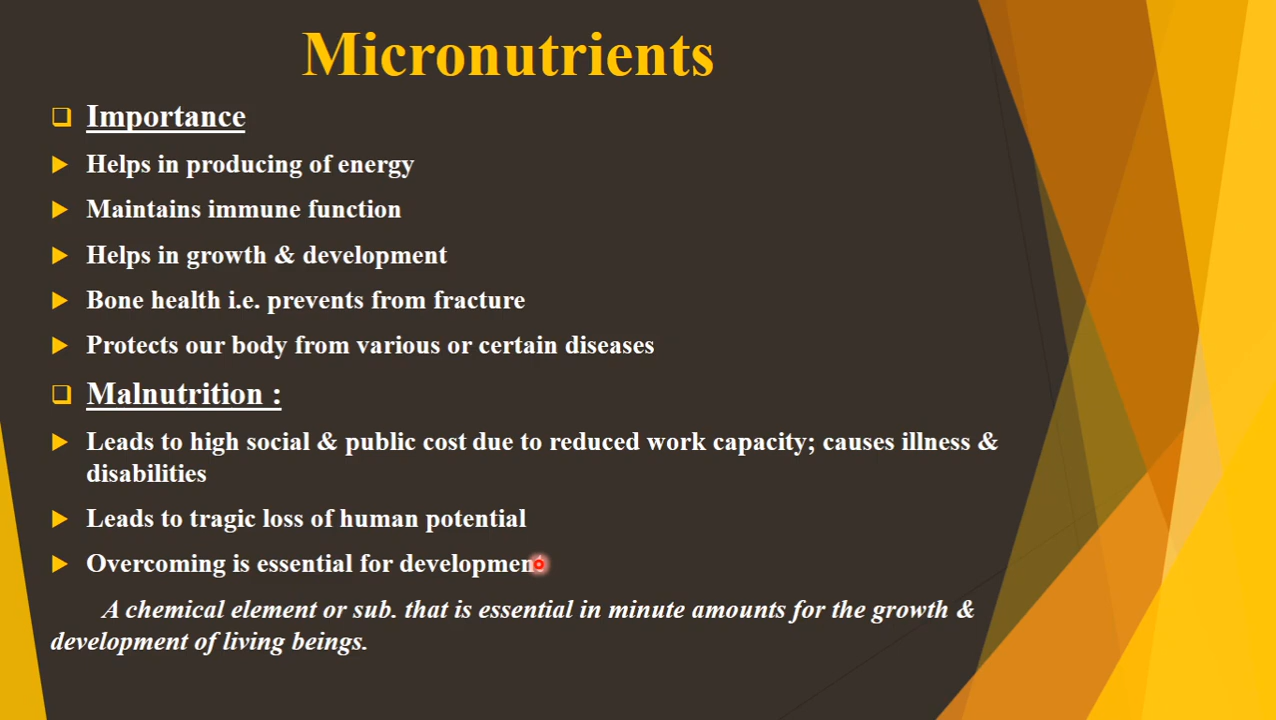 Micronutrients
Importance
Helps in producing of energy
Maintains immune function
Helps in growth & development
Bone health i.e. prevents from fracture
Protects our body from various or certain diseases
Malnutrition :
Leads to high social & public cost due to reduced work capacity; causes illness &
disabilities
Leads to tragic loss of human potential
Overcoming is essential for development
A chemical element or sub. that is essential in minute amounts for the growth &
development of living beings.